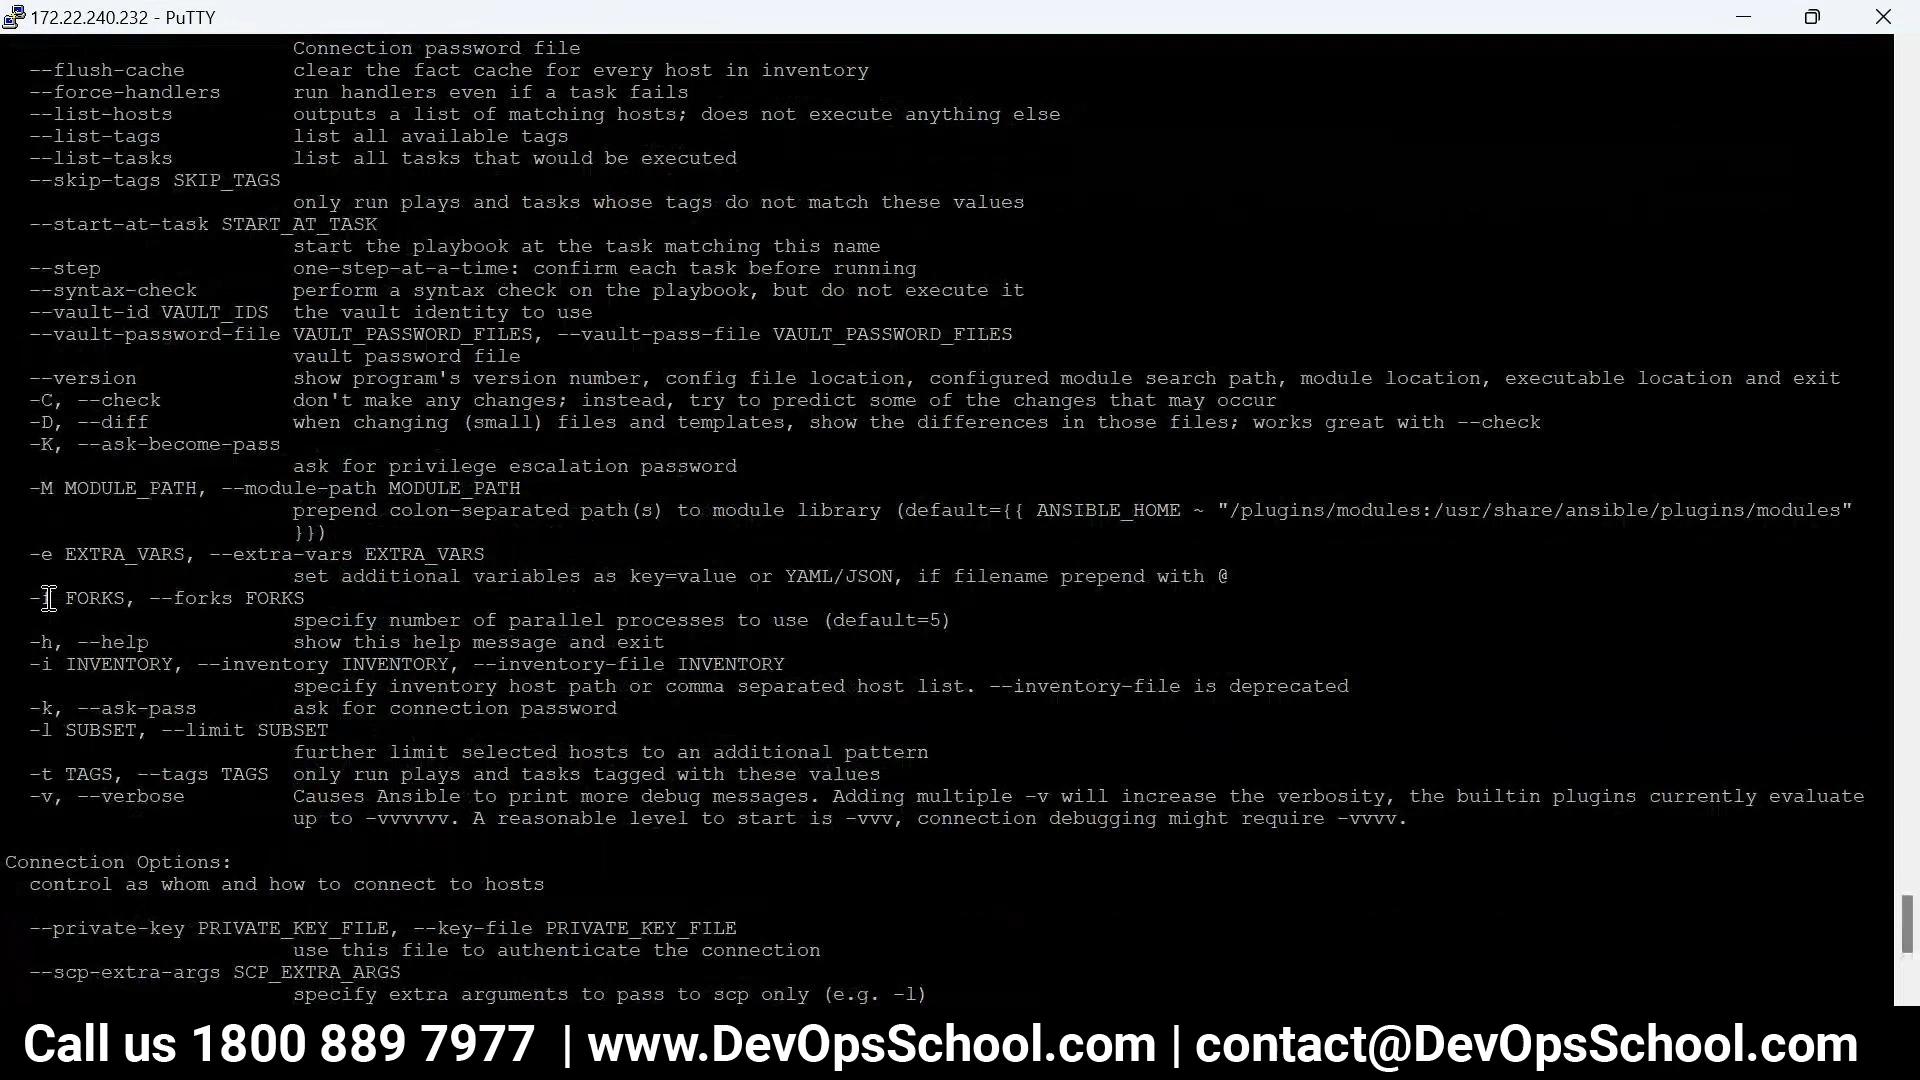 172.22.240.232 - PuTTY
Connection password file
--flush-cache         clear the fact cache for every host in inventory
--force-handlers      run handlers even if a task fails
--list-hosts          outputs a list of matching hosts; does not execute anything else
--list-tags           list all available tags
--list-tasks          list all tasks that would be executed
--skip-tags SKIP_TAGS
only run plays and tasks whose tags do not match these values
--start-at-task START_AT_TASK
start the playbook at the task matching this name
--step                one-step-at-a-time: confirm each task before running
--syntax-check        perform a syntax check on the playbook, but do not execute it
--vault-id VAULT_IDS  the vault identity to use
--vault-password-file VAULT_PASSWORD_FILES, --vault-pass-file VAULT_PASSWORD_FILES
vault password file
--version             show program's version number, config file location, configured module search path, module location, executable location and exit
-C, --check           don't make any changes; instead, try to predict some of the changes that may occur
-D, --diff            when changing (small) files and templates, show the differences in those files; works great with --check
-K, --ask-become-pass
ask for privilege escalation password
-M MODULE_PATH, --module-path MODULE_PATH
prepend colon-separated path(s) to module library (default={{ ANSIBLE_HOME ~ "/plugins/modules:/usr/share/ansible/plugins/modules"
}})
-e EXTRA_VARS, --extra-vars EXTRA_VARS
set additional variables as key=value or YAML/JSON, if filename prepend with @
FORKS, --forks FORKS
specify number of parallel processes to use (default=5)
-h, --help            show this help message and exit
-i INVENTORY, --inventory INVENTORY, --inventory-file INVENTORY
specify inventory host path or comma separated host list. --inventory-file is deprecated
-k, --ask-pass        ask for connection password
-l SUBSET, --limit SUBSET
further limit selected hosts to an additional pattern
-t TAGS, --tags TAGS  only run plays and tasks tagged with these values
-v, --verbose         Causes Ansible to print more debug messages. Adding multiple -v will increase the verbosity, the builtin plugins currently evaluate
up to -vvvvvv. A reasonable level to start is -vvv, connection debugging might require -vvvv.
Connection Options:
control as whom and how to connect to hosts
--private-key PRIVATE_KEY_FILE, --key-file PRIVATE_KEY_FILE
use this file to authenticate the connection
--scp-extra-args SCP_EXTRA_ARGS
specify extra arguments to pass to scp only (e.g. -l)
Call us 1800 889 7977 | www.DevOpsSchool.com | contact@DevOpsSchool.com